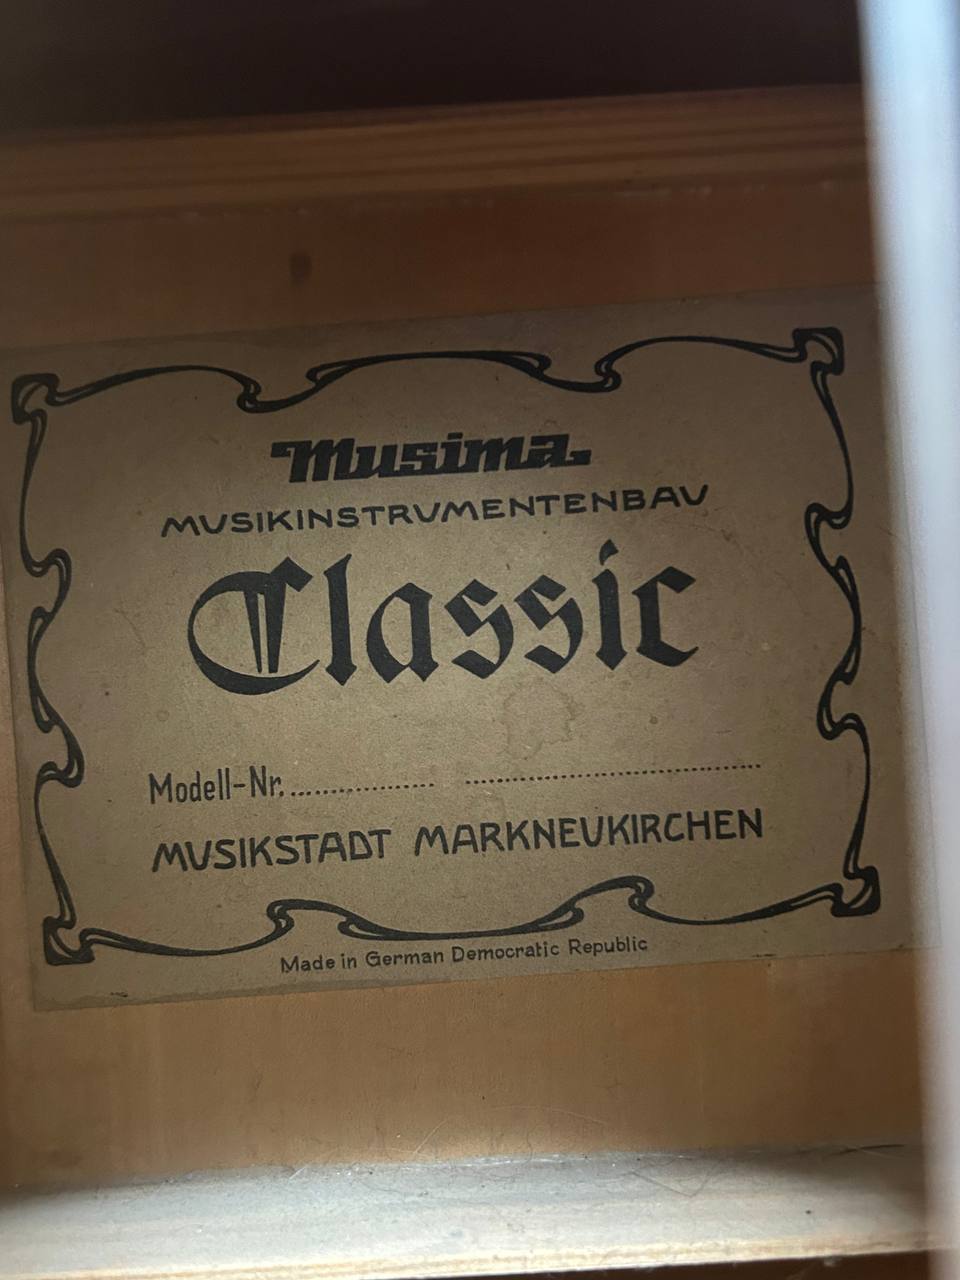 Musima
MUSIKINSTRUMENTENBAU
Classic
Modell-Nr. ................. ........................................
MUSIKSTADT MARKNEUKIRCHEN
Made in German Democratic Republic